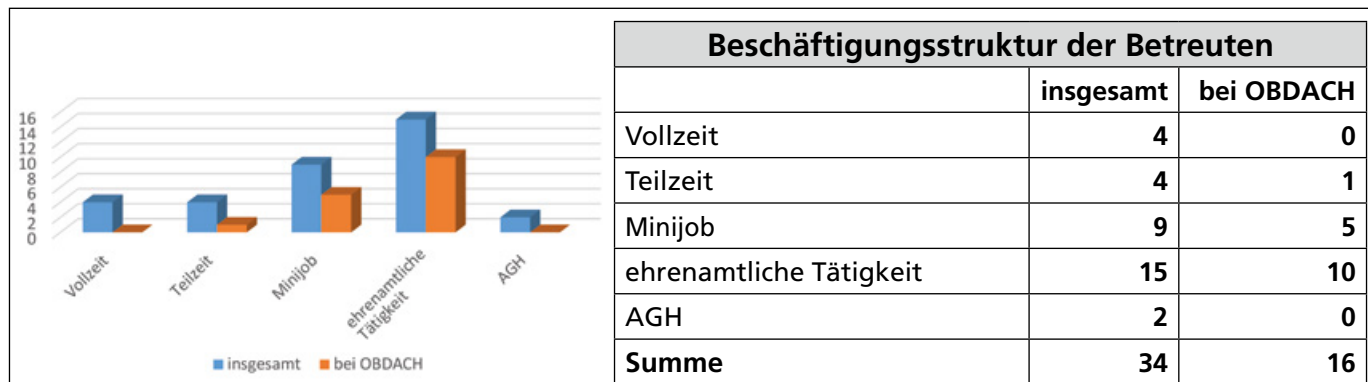 16
14
12
10
8
6
4
2
0
Vollzeit
Teilzeit
Minijob
ehrenamtliche
Tätigkeit
AGH
insgesamt bei OBDACH
Beschäftigungsstruktur der Betreuten
insgesamt bei OBDACH
Vollzeit 4 0
Teilzeit 4 1
Minijob 9 5
ehrenamtliche Tätigkeit 15 10
AGH 2 0
Summe 34 16